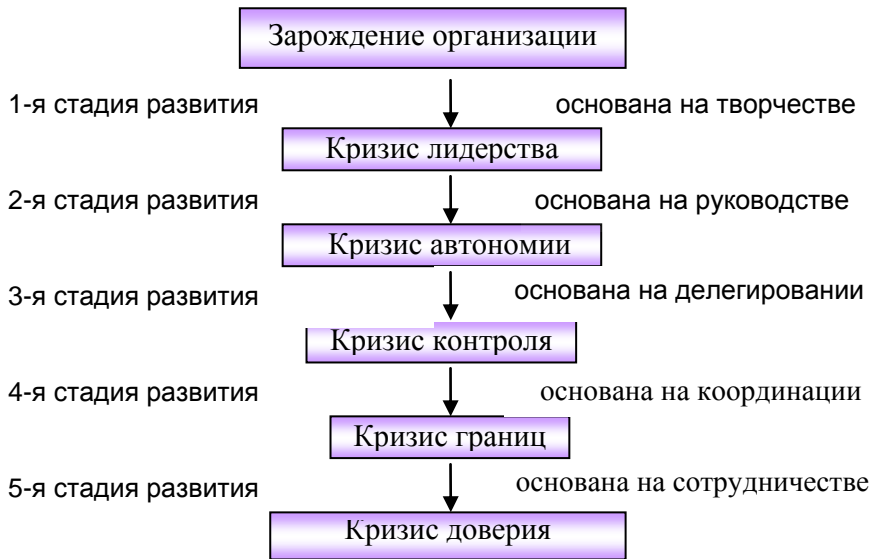 Зарождение организации
1-я стадия развития
основана на творчестве
Кризис лидерства
2-я стадия развития
основана на руководстве
Кризис автономии
3-я стадия развития
основана на делегировании
Кризис контроля
4-я стадия развития
основана на координации
Кризис границ
5-я стадия развития
основана на сотрудничестве
Кризис доверия